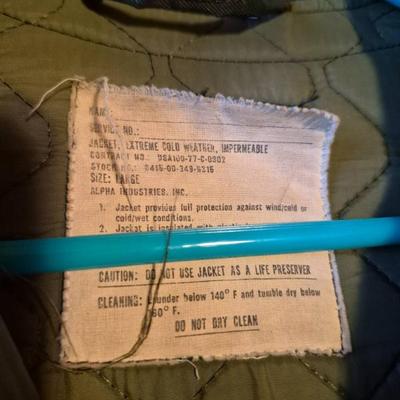 NAME:
SERVICE NO.:
JACKET, EXTREME COLD WEATHER, IMPERMEABLE
CONTRACT NO.: DSA100-77-C-0302
STOCK NO.: 8415-00-349-9315
SIZE: LARGE
ALPHA INDUSTRIES, INC.
1. Jacket provides full protection against wind/cold or
cold/wet conditions.
2. Jacket is insulated with
CAUTION: DO NOT USE JACKET AS A LIFE PRESERVER
CLEANING: Launder below 140° F and tumble dry below
160° F.
DO NOT DRY CLEAN